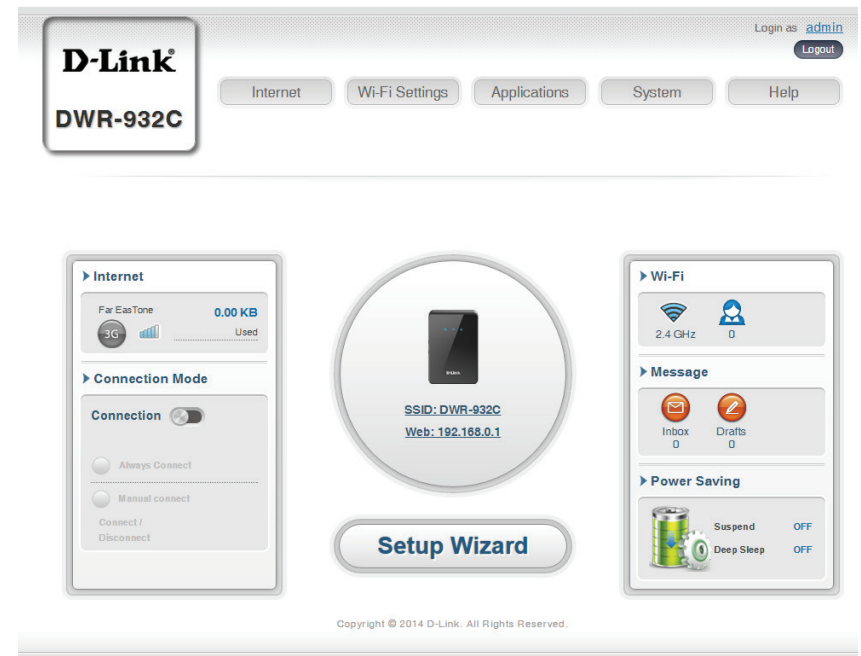 Login as admin
Logout
D-Link®
DWR-932C
Internet Wi-Fi Settings Applications System Help
Internet
Far EasTone
0.00 KB
3G
Used
Connection Mode
Connection
Always Connect
Manual connect
Connect /
Disconnect
D-Link
SSID: DWR-932C
Web: 192.168.0.1
Setup Wizard
Wi-Fi
2.4 GHz 0
Message
Inbox Drafts
0 0
Power Saving
Suspend OFF
Deep Sleep OFF
Copyright © 2014 D-Link. All Rights Reserved.